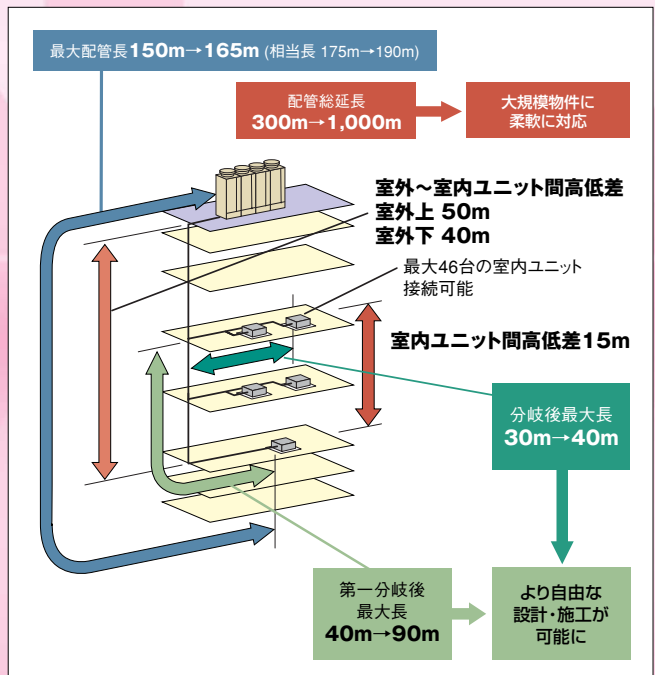 最大配管長150m→165m (相当長 175m→190m)
配管総延長
300m→1,000m
大規模物件に
柔軟に対応
室外～室内ユニット間高低差
室外上 50m
室外下 40m
最大46台の室内ユニット
接続可能
室内ユニット間高低差15m
分岐後最大長
30m→40m
第一分岐後
最大長
40m→90m
より自由な
設計・施工が
可能に